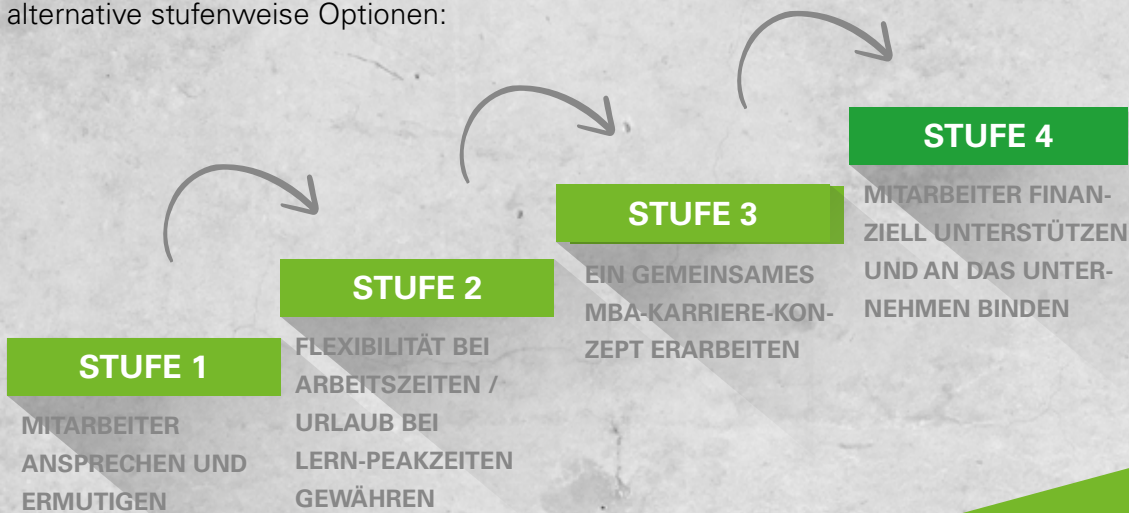 alternative stufenweise Optionen:
STUFE 1
MITARBEITER
ANSPRECHEN UND
ERMUTIGEN
STUFE 2
FLEXIBILITÄT BEI
ARBEITSZEITEN /
URLAUB BEI
LERN-PEAKZEITEN
GEWÄHREN
STUFE 3
EIN GEMEINSAMES
MBA-KARRIERE-KON-
ZEPT ERARBEITEN
STUFE 4
MITARBEITER FINAN-
ZIELL UNTERSTÜTZEN
UND AN DAS UNTER-
NEHMEN BINDEN